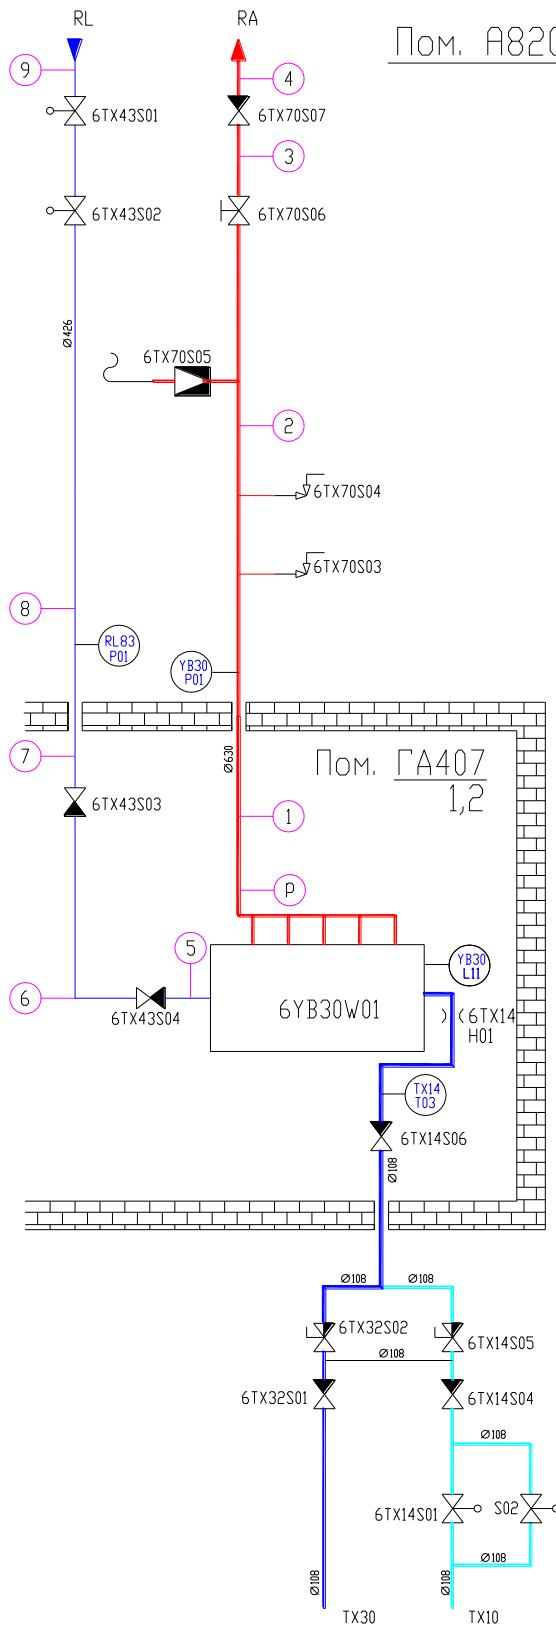 RL
RA
Пом. А820
9
4
6TX43S01
6TX70S07
3
6TX43S02
6TX70S06
Ø426
6TX70S05
2
6TX70S04
6TX70S03
8
RL83
P01
YB30
P01
Ø630
Пом. ГА407
1,2
7
6TX43S03
1
P
5
YB30
L11
6
6TX43S04
6YB30W01
6TX14
H01
TX14
T03
6TX14S06
Ø108
Ø108
Ø108
6TX32S02
6TX14S05
Ø108
6TX32S01
6TX14S04
Ø108
6TX14S01
S02
Ø108
Ø108
Ø108
TX30
TX10